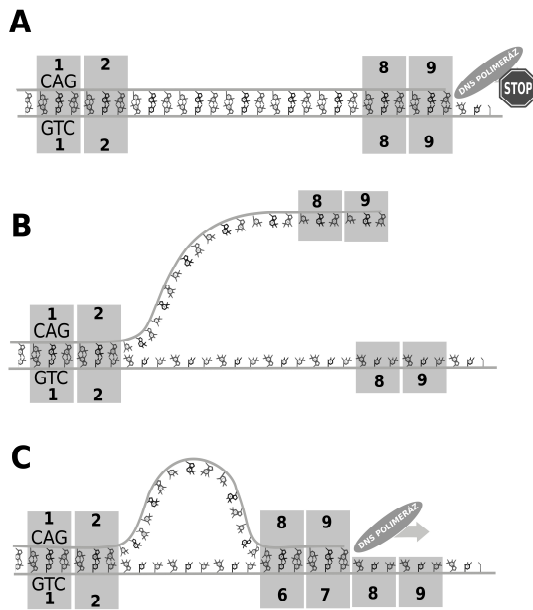 A
1 2 8 9
CAG
DNS POLIMERÁZ
STOP
GTC
1 2 8 9
B
8 9
1 2
CAG
GTC
1 2 8 9
C
1 2 8 9
CAG
DNS POLIMERÁZ
GTC
1 2 6 7 8 9